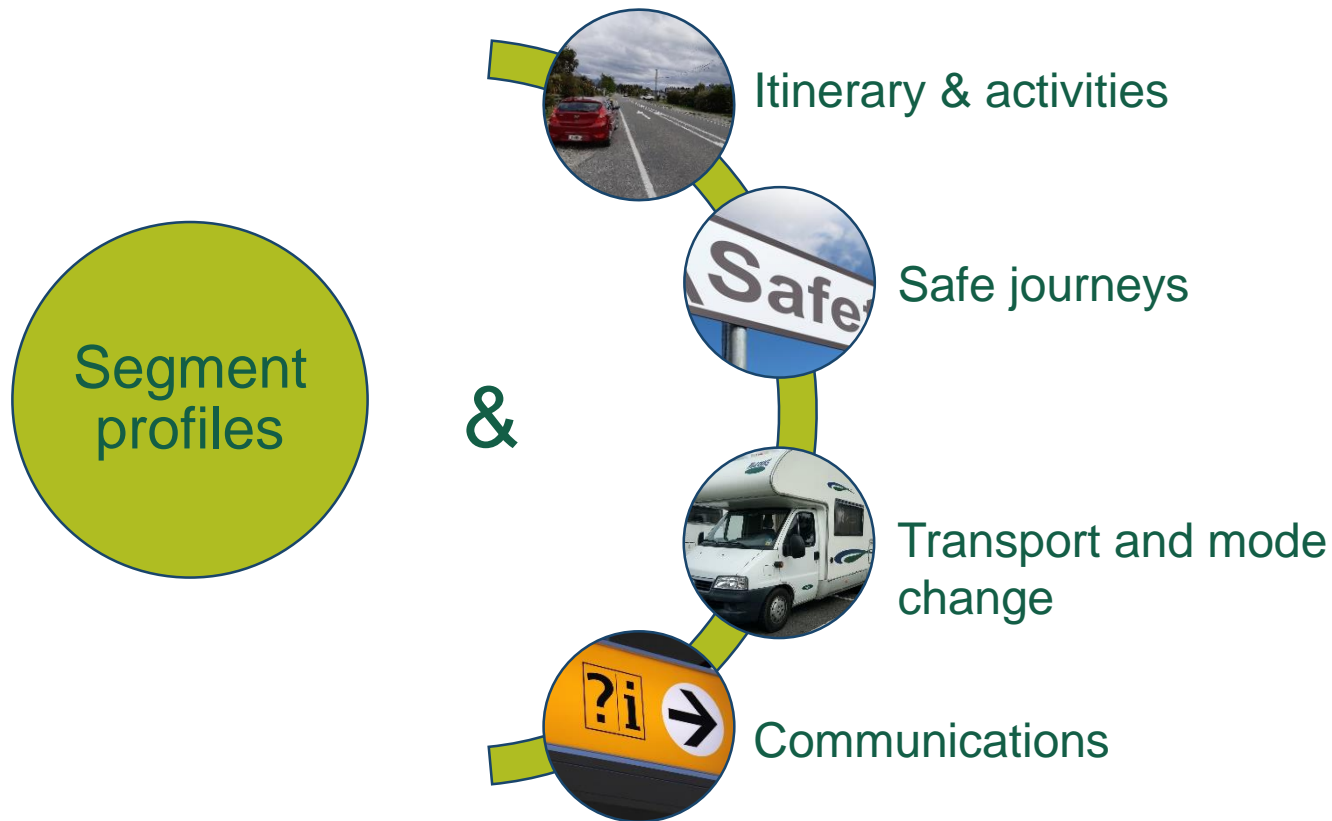 Itinerary & activities
Safe
Safe journeys
Segment
profiles
&
Transport and mode
change
?i
Communications